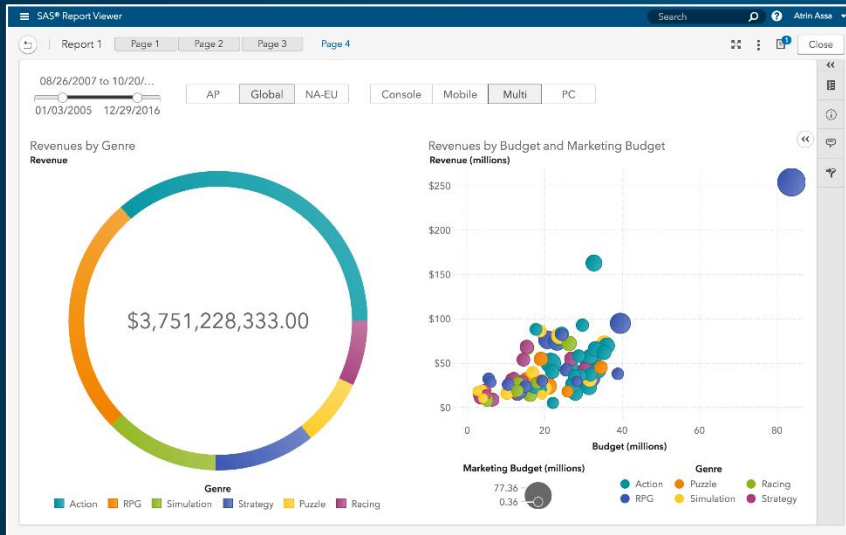 SAS® Report Viewer
Search
Atrin Assa
Report 1
Page 1
Page 2
Page 3
Page 4
1
Close
08/26/2007 to 10/20/...
01/03/2005 12/29/2016
AP
Global
NA-EU
Console
Mobile
Multi
PC
Revenues by Genre
Revenue
$3,751,228,333.00
Genre
Action
RPG
Simulation
Strategy
Puzzle
Racing
Revenues by Budget and Marketing Budget
Revenue (millions)
$250
$200
$150
$100
$50
$0
0 20 40 60 80
Budget (millions)
Marketing Budget (millions)
77.36
0.36
Genre
Action
Puzzle
Racing
RPG
Simulation
Strategy